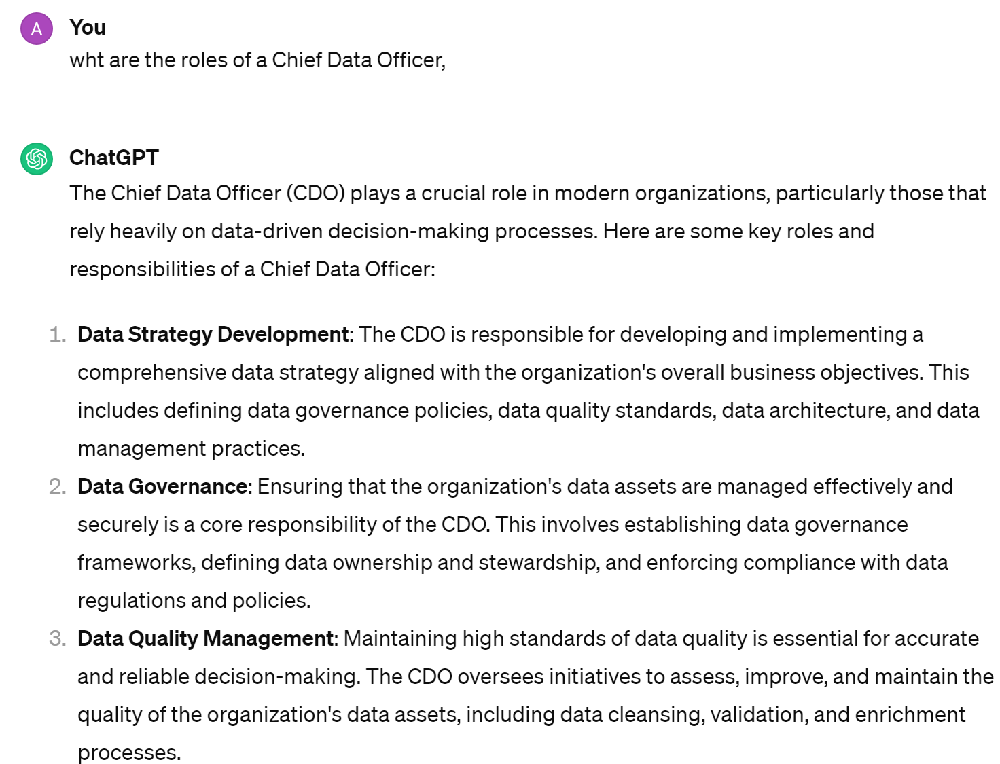 A
You
wht are the roles of a Chief Data Officer,
ChatGPT
The Chief Data Officer (CDO) plays a crucial role in modern organizations, particularly those that
rely heavily on data-driven decision-making processes. Here are some key roles and
responsibilities of a Chief Data Officer:
1. Data Strategy Development: The CDO is responsible for developing and implementing a
comprehensive data strategy aligned with the organization's overall business objectives. This
includes defining data governance policies, data quality standards, data architecture, and data
management practices.
2. Data Governance: Ensuring that the organization's data assets are managed effectively and
securely is a core responsibility of the CDO. This involves establishing data governance
frameworks, defining data ownership and stewardship, and enforcing compliance with data
regulations and policies.
3. Data Quality Management: Maintaining high standards of data quality is essential for accurate
and reliable decision-making. The CDO oversees initiatives to assess, improve, and maintain the
quality of the organization's data assets, including data cleansing, validation, and enrichment
processes.